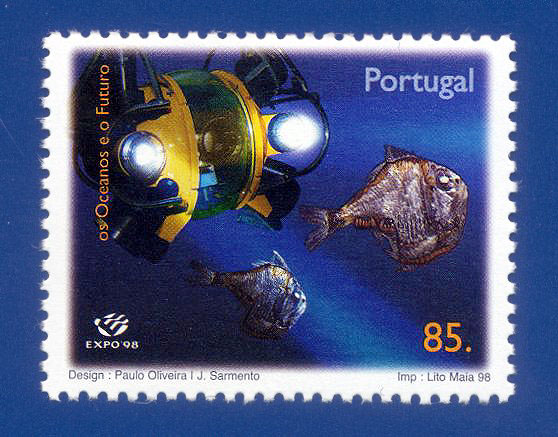 Portugal
os Oceanos e o Futuro
EXPO'98
85.
Design : Paulo Oliveira I J. Sarmento
Imp : Lito Maia 98